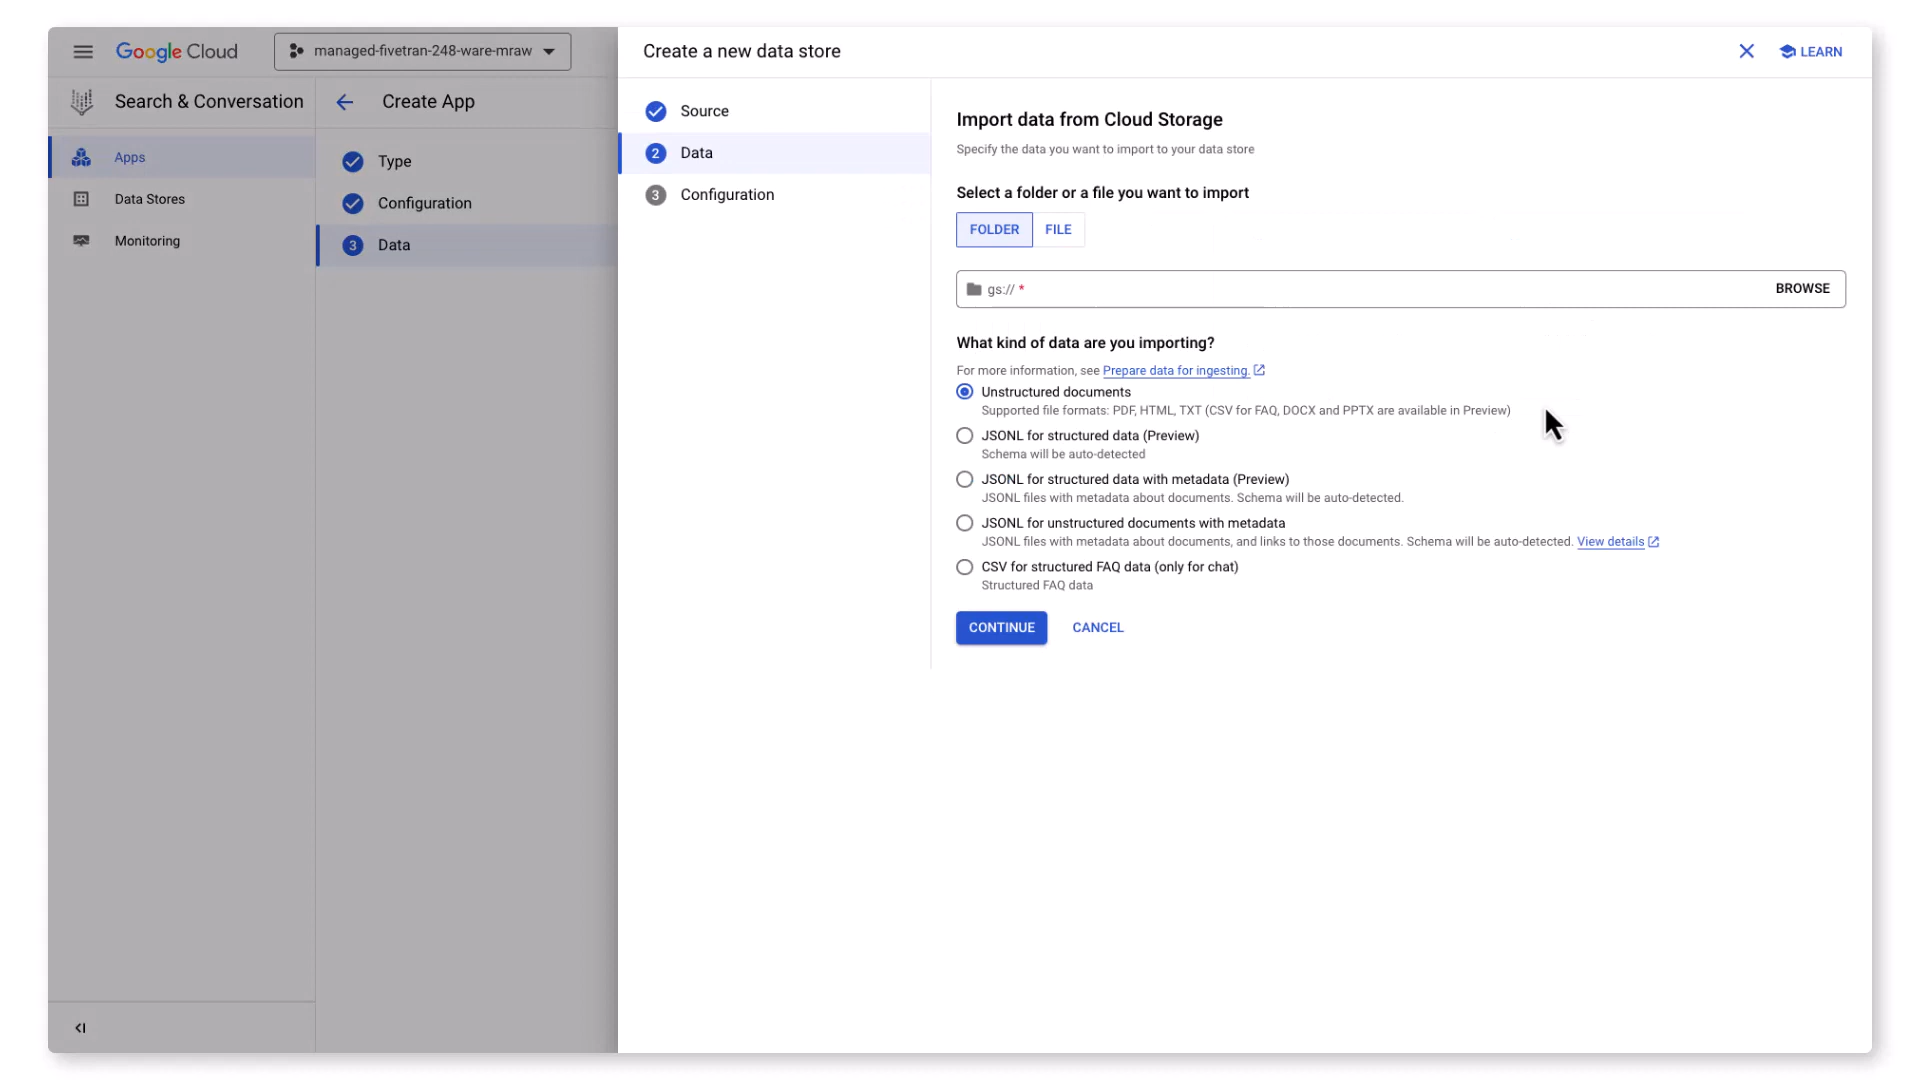 Google Cloud
managed-fivetran-248-ware-mraw
Create a new data store
LEARN
Search & Conversation
Create App
Apps
Data Stores
Monitoring
Type
Configuration
3 Data
Source
2 Data
3 Configuration
Import data from Cloud Storage
Specify the data you want to import to your data store
Select a folder or a file you want to import
FOLDER FILE
gs:// * BROWSE
What kind of data are you importing?
For more information, see Prepare data for ingesting.
Unstructured documents
Supported file formats: PDF, HTML, TXT (CSV for FAQ, DOCX and PPTX are available in Preview)
JSONL for structured data (Preview)
Schema will be auto-detected
JSONL for structured data with metadata (Preview)
JSONL files with metadata about documents. Schema will be auto-detected.
JSONL for unstructured documents with metadata
JSONL files with metadata about documents, and links to those documents. Schema will be auto-detected. View details
CSV for structured FAQ data (only for chat)
Structured FAQ data
CONTINUE CANCEL